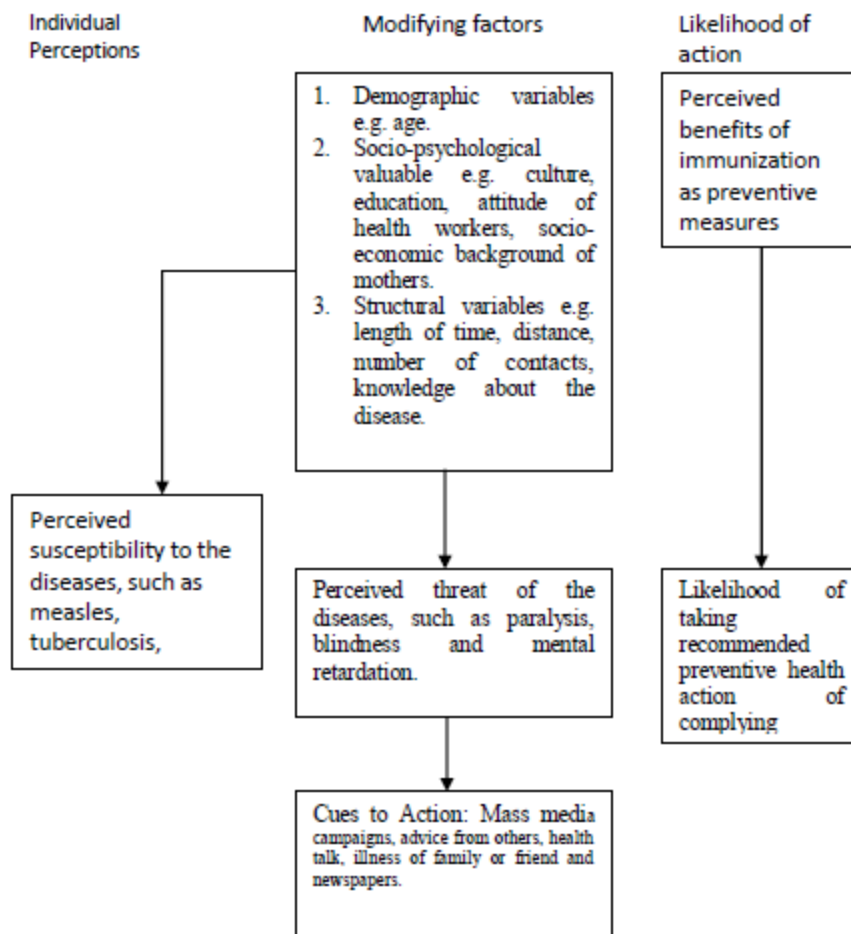 Individual
Perceptions
Modifying factors
Likelihood of
action
1. Demographic variables
e.g. age.
2. Socio-psychological
valuable e.g. culture,
education, attitude of
health workers, socio-
economic background of
mothers.
3. Structural variables e.g.
length of time, distance,
number of contacts,
knowledge about the
disease.
Perceived
benefits of
immunization
as preventive
measures
Perceived
susceptibility to the
diseases, such as
measles,
tuberculosis,
Perceived threat of the
diseases, such as paralysis,
blindness and mental
retardation.
Likelihood of
taking
recommended
preventive health
action of
complying
Cues to Action: Mass media
campaigns, advice from others, health
talk, illness of family or friend and
newspapers.